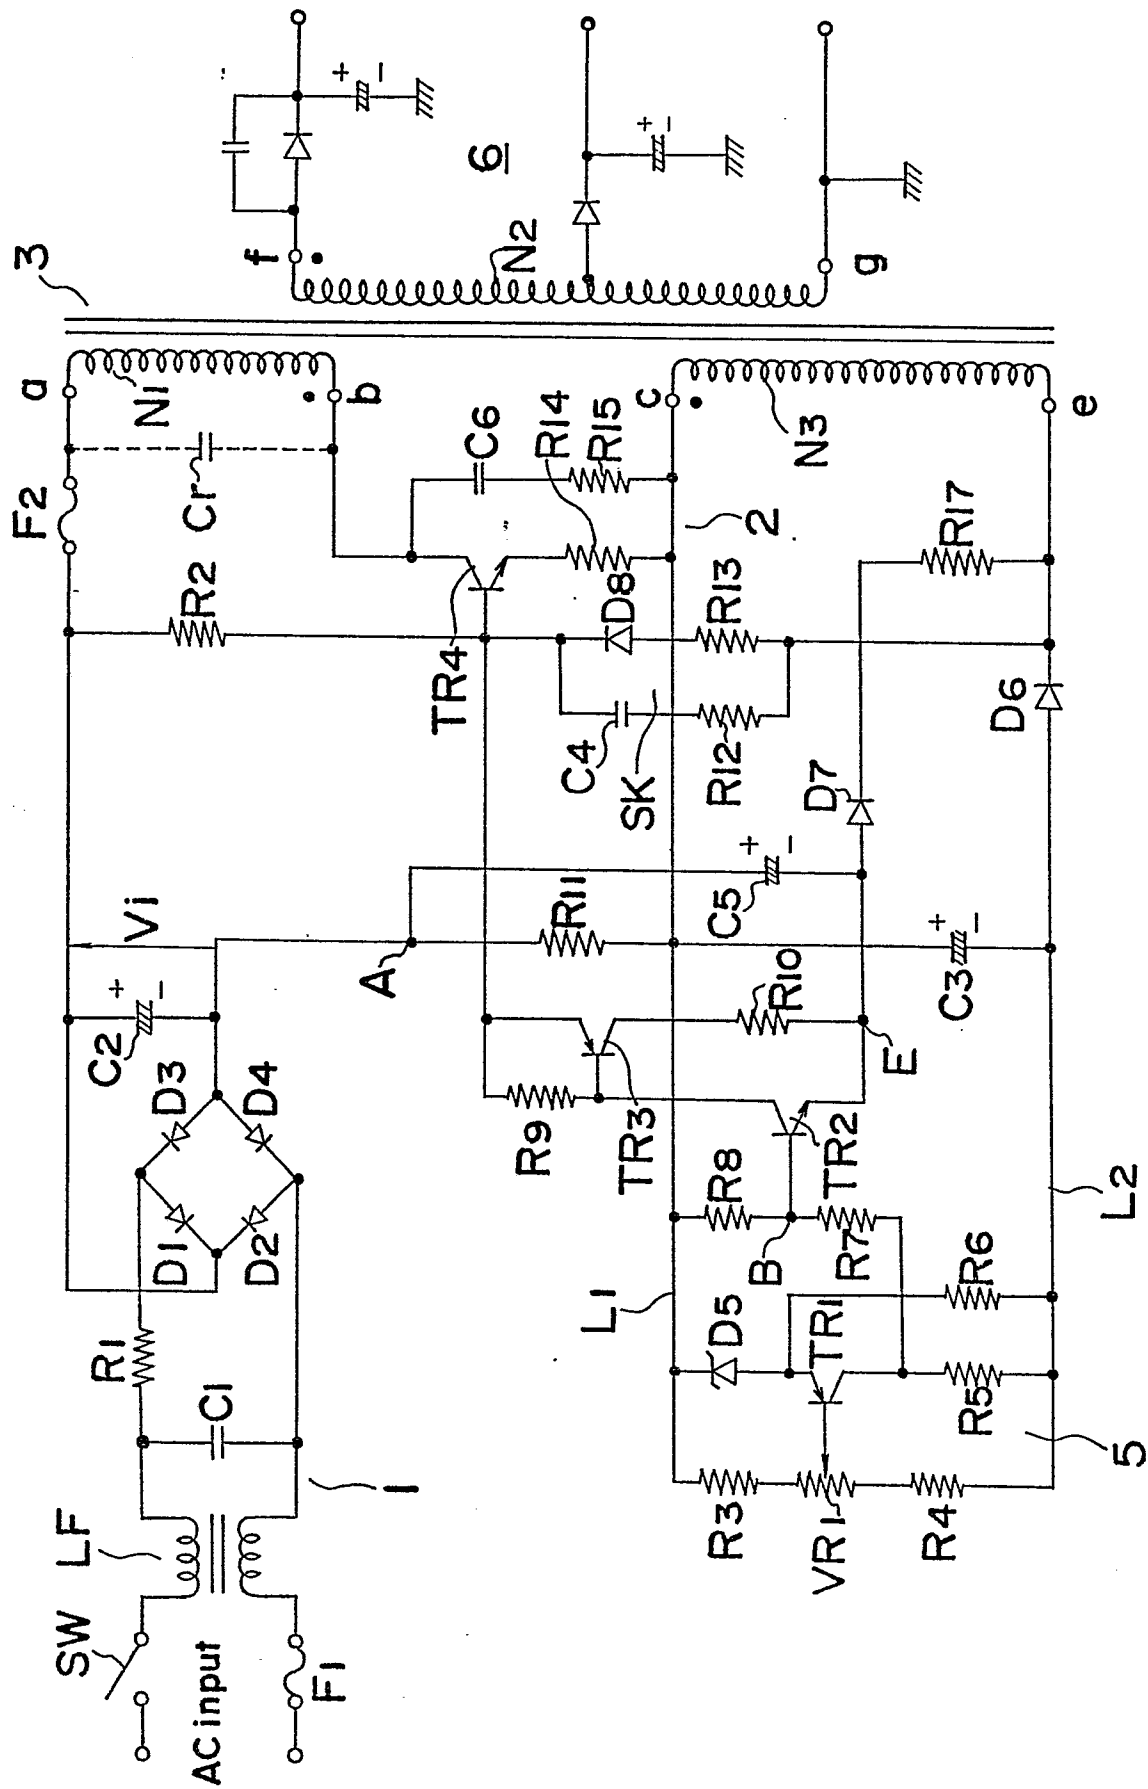 SW
AC input
F1
LF
1
R1
C1
D1
D2
D3
D4
C2
+
−
Vi
A
R2
F2
Cr
a
N1
b
3
TR4
C6
R14
R15
C4
D8
SK
R12
R13
2
c
N3
e
f
N2
g
6
+
−
+
−
R9
TR3
R11
R10
C5
+
−
D7
R17
E
C3
+
−
D6
L1
R8
B
TR2
R7
D5
TR1
R6
R5
R3
VR1
R4
5
L2